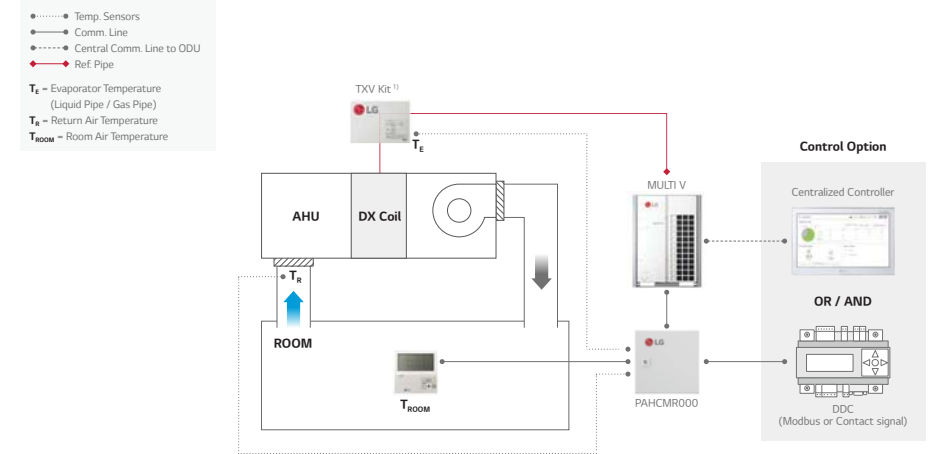 Temp. Sensors
Comm. Line
Central Comm. Line to ODU
Ref. Pipe
TE – Evaporator Temperature
(Liquid Pipe / Gas Pipe)
TR – Return Air Temperature
TROOM – Room Air Temperature
TXV Kit 1)
LG
TE
Control Option
MULTI V
Centralized Controller
AHU
DX Coil
LG
TR
OR / AND
ROOM
LG
TROOM
PAHCMR000
DDC
(Modbus or Contact signal)